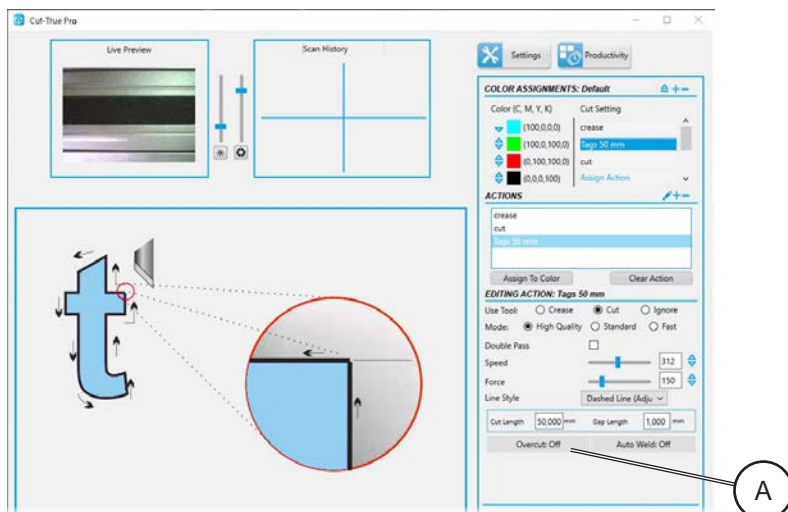 Cut-True Pro
Live Preview
Scan History
Settings
Productivity
COLOR ASSIGNMENTS: Default
Color (C, M, Y, K) Cut Setting
(100,0,0,0) crease
(100,0,100,0) Tags 50 mm
(0,100,100,0) cut
(0,0,0,100) Assign Action
ACTIONS
crease
cut
Tags 50 mm
Assign To Color Clear Action
EDITING ACTION: Tags 50 mm
Use Tool: Crease Cut Ignore
Mode: High Quality Standard Fast
Double Pass
Speed 312
Force 150
Line Style Dashed Line (Adju
Cut Length 50,000 mm Gap Length 1,000 mm
Overcut: Off Auto Weld: Off
A